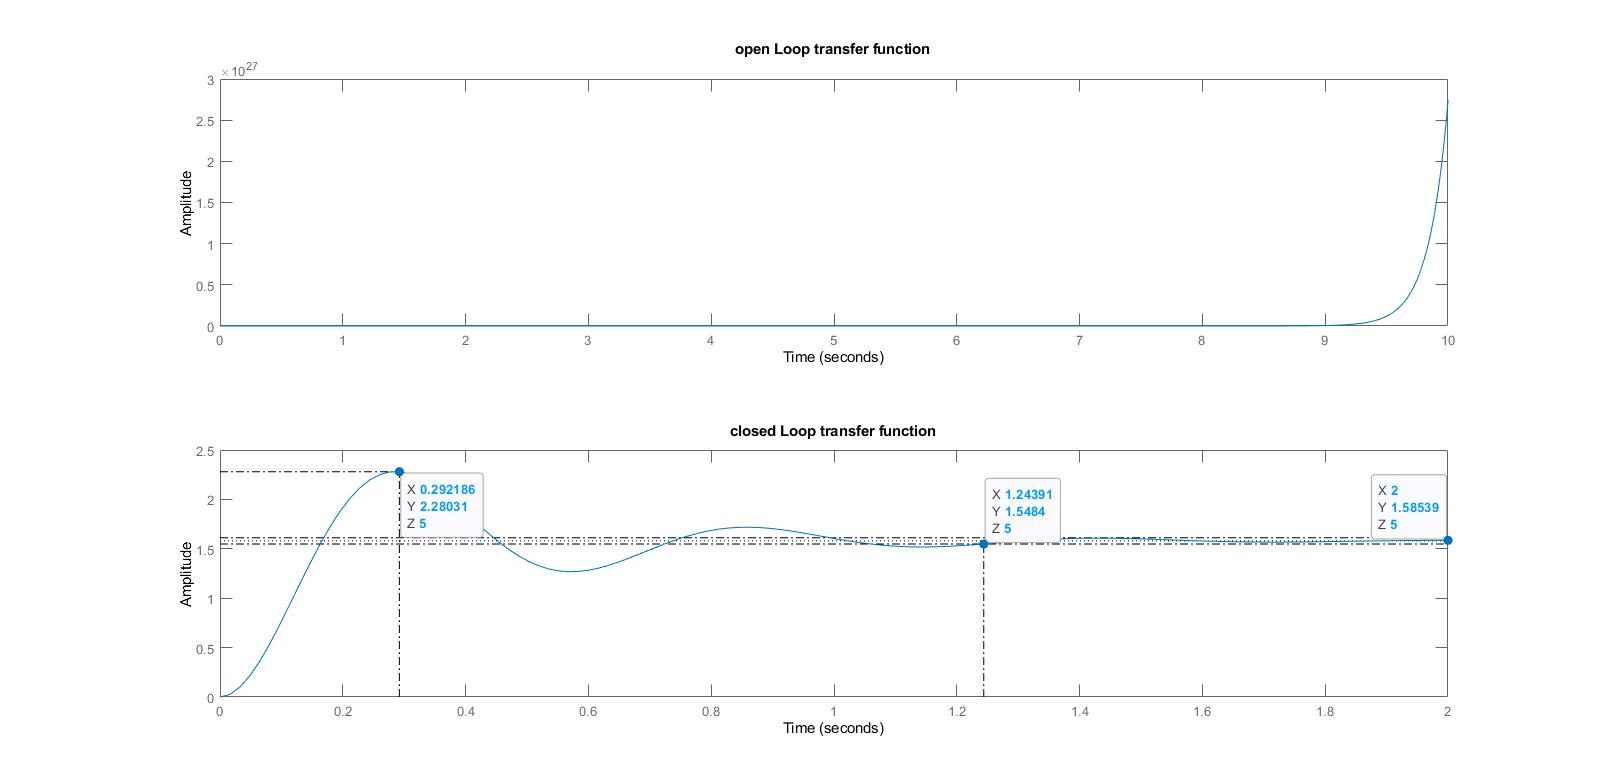 open Loop transfer function
×10^27
3
2.5
2
1.5
1
0.5
0
Amplitude
0 1 2 3 4 5 6 7 8 9 10
Time (seconds)
closed Loop transfer function
2.5
2
1.5
1
0.5
0
Amplitude
X 0.292186
Y 2.28031
Z 5
X 1.24391
Y 1.5484
Z 5
X 2
Y 1.58539
Z 5
0 0.2 0.4 0.6 0.8 1 1.2 1.4 1.6 1.8 2
Time (seconds)